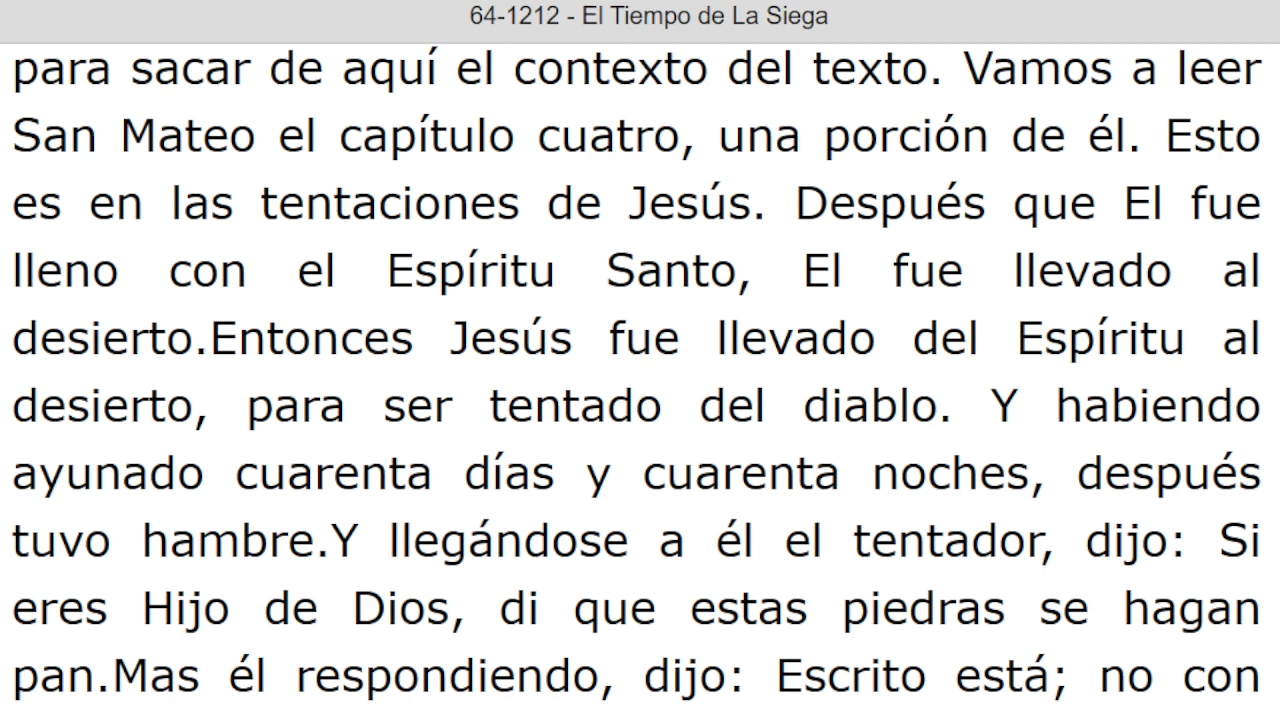 64-1212 - El Tiempo de La Siega
para sacar de aquí el contexto del texto. Vamos a leer
San Mateo el capítulo cuatro, una porción de él. Esto
es en las tentaciones de Jesús. Después que El fue
lleno con el Espíritu Santo, El fue llevado al
desierto.Entonces Jesús fue llevado del Espíritu al
desierto, para ser tentado del diablo. Y habiendo
ayunado cuarenta días y cuarenta noches, después
tuvo hambre.Y llegándose a él el tentador, dijo: Si
eres Hijo de Dios, di que estas piedras se hagan
pan.Mas él respondiendo, dijo: Escrito está; no con